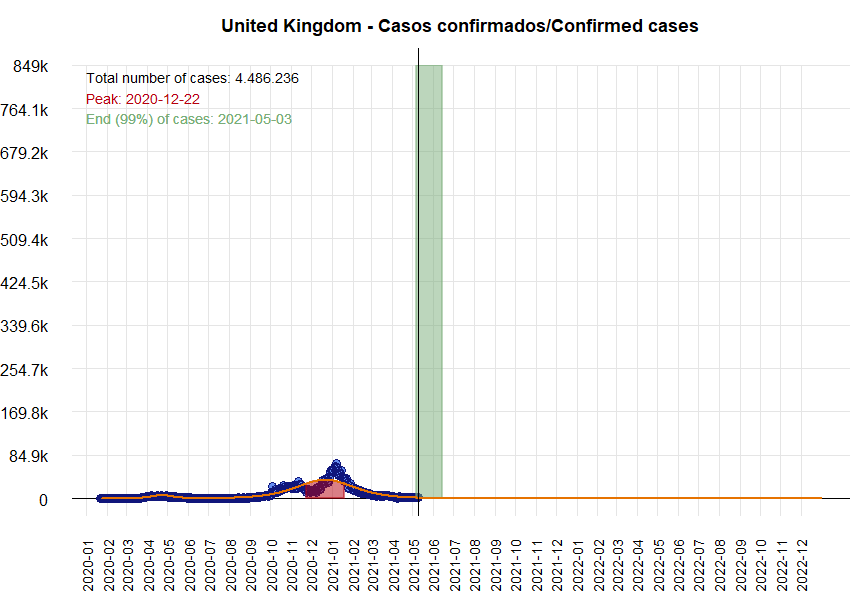 United Kingdom - Casos confirmados/Confirmed cases
849k
Total number of cases: 4.486.236
Peak: 2020-12-22
764.1k
End (99%) of cases: 2021-05-03
679.2k
594.3k
509.4k
424.5k
339.6k
254.7k
169.8k
84.9k
0
2020-01
2020-02
2020-03
2020-04
2020-05
2020-06
2020-07
2020-08
2020-09
2020-10
2020-11
2020-12
2021-01
2021-02
2021-03
2021-04
2021-05
2021-06
2021-07
2021-08
2021-09
2021-10
2021-11
2021-12
2022-01
2022-02
2022-03
2022-04
2022-05
2022-06
2022-07
2022-08
2022-09
2022-10
2022-11
2022-12